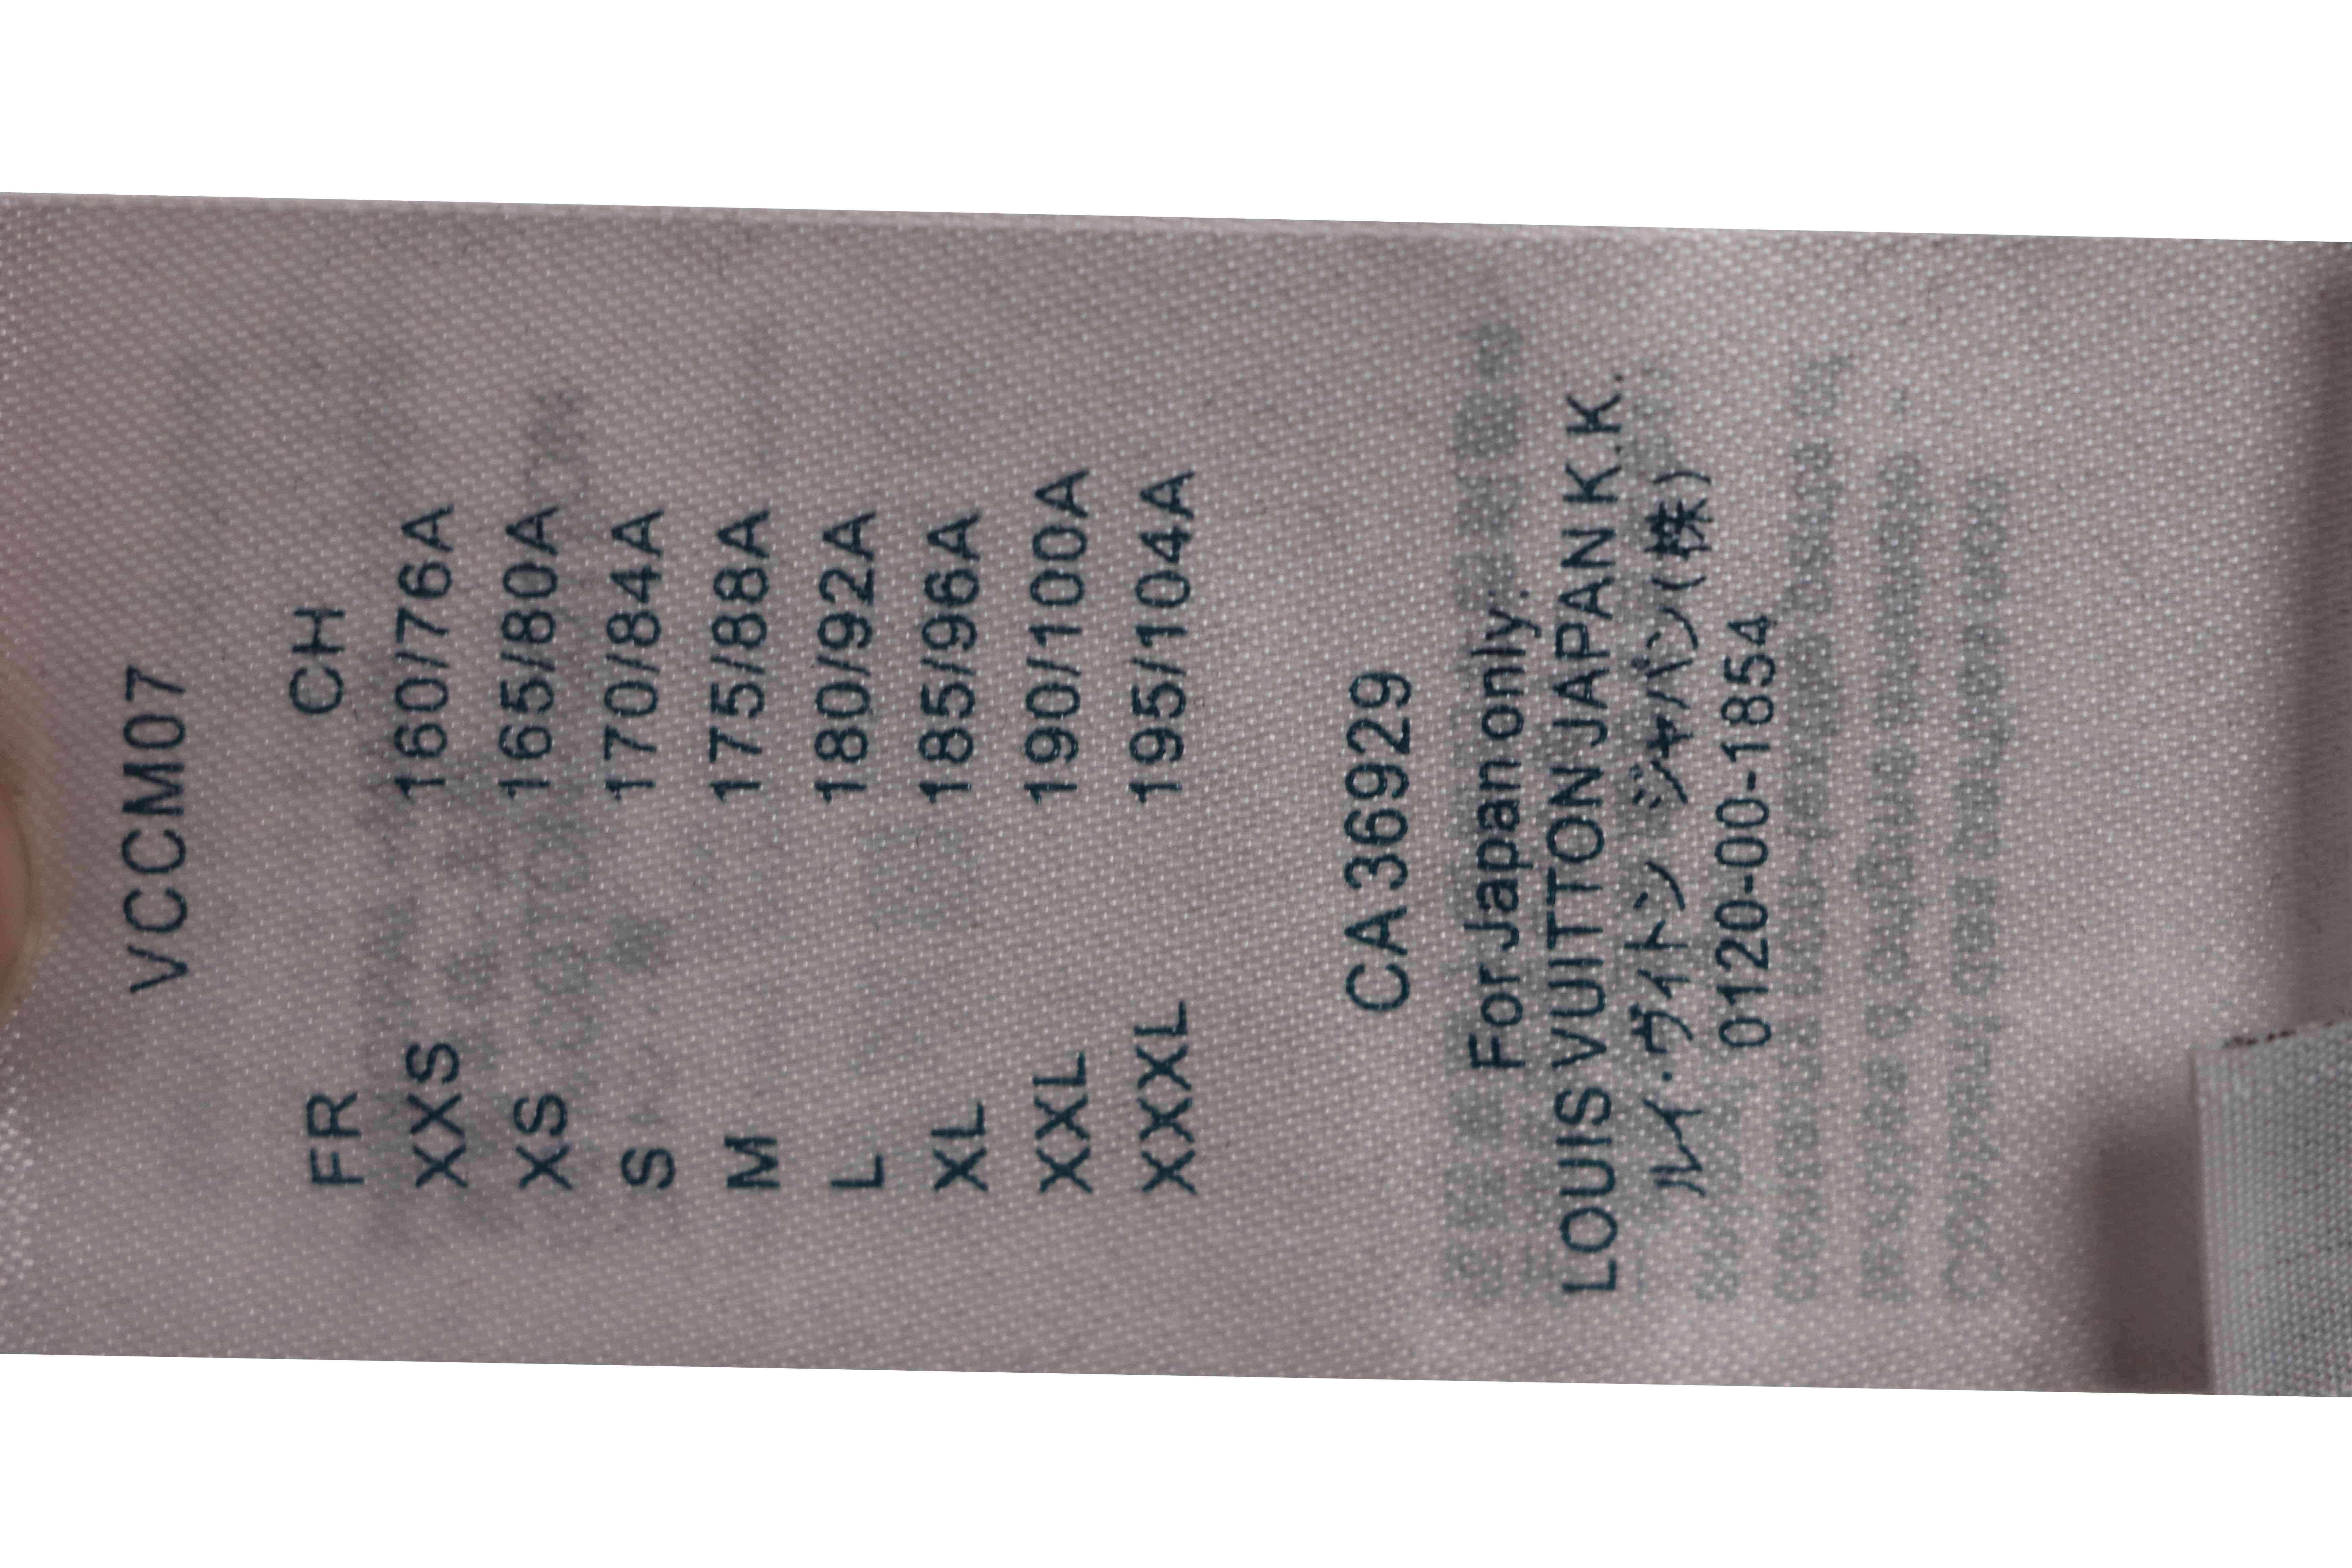 VCCM07
FR CH
XXS 160/76A
XS 165/80A
S 170/84A
M 175/88A
L 180/92A
XL 185/96A
XXL 190/100A
XXXL 195/104A
CA 36929
For Japan only:
LOUIS VUITTON JAPAN K.K.
ルイ・ヴィトン ジャパン(株)
0120-00-1854